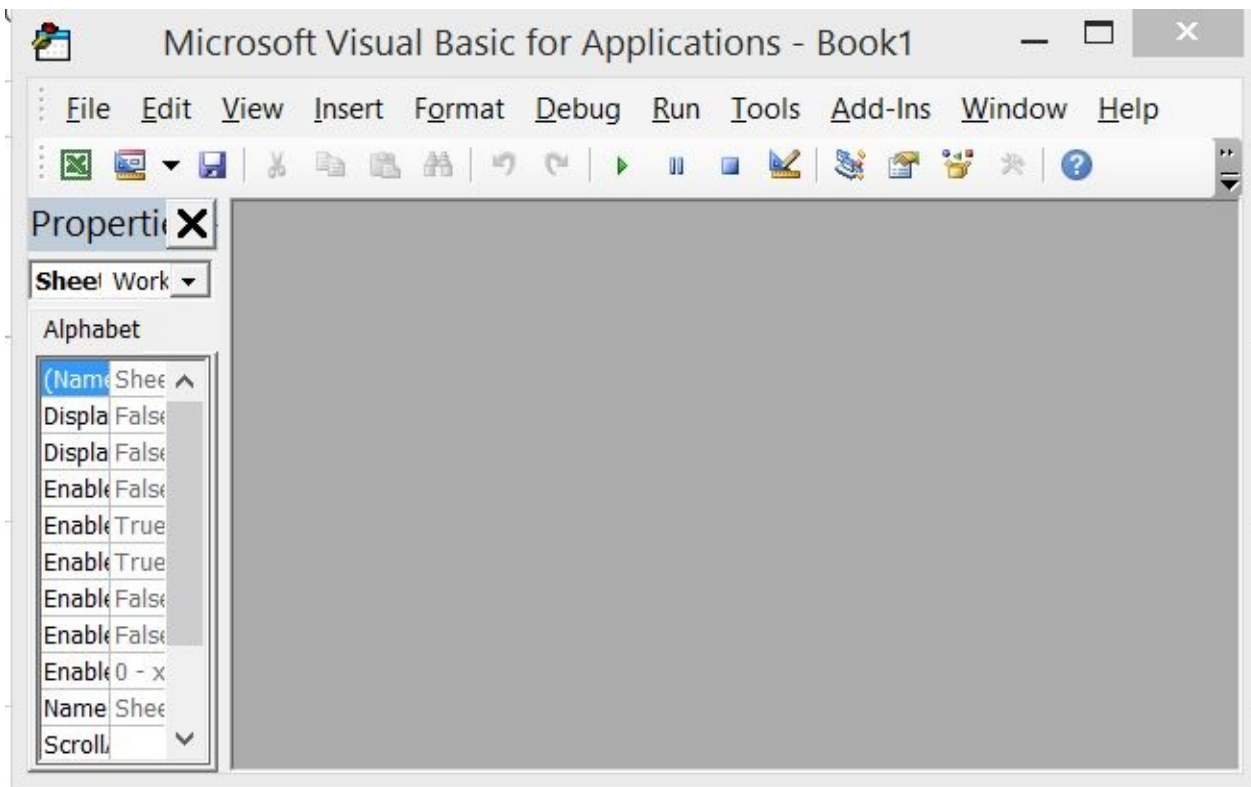 Microsoft Visual Basic for Applications - Book1
File Edit View Insert Format Debug Run Tools Add-Ins Window Help
Properti
Sheet Work
Alphabet
(Name Shee
Displa False
Displa False
Enable False
Enable True
Enable True
Enable False
Enable False
Enable 0 - x
Name Shee
Scroll